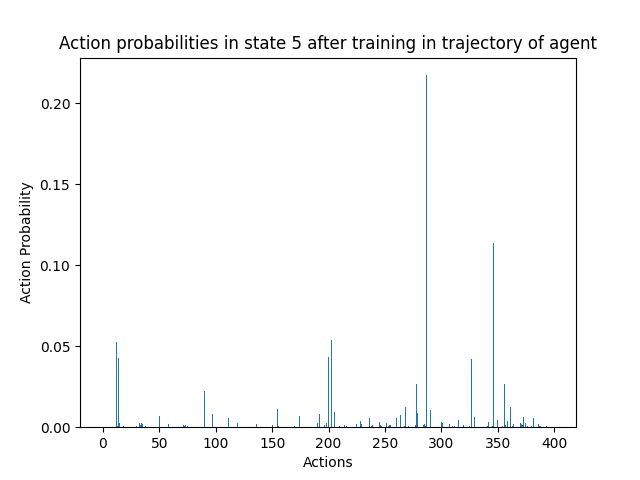 Action probabilities in state 5 after training in trajectory of agent
0.20
0.15
0.10
0.05
0.00
Action Probability
0 50 100 150 200 250 300 350 400
Actions